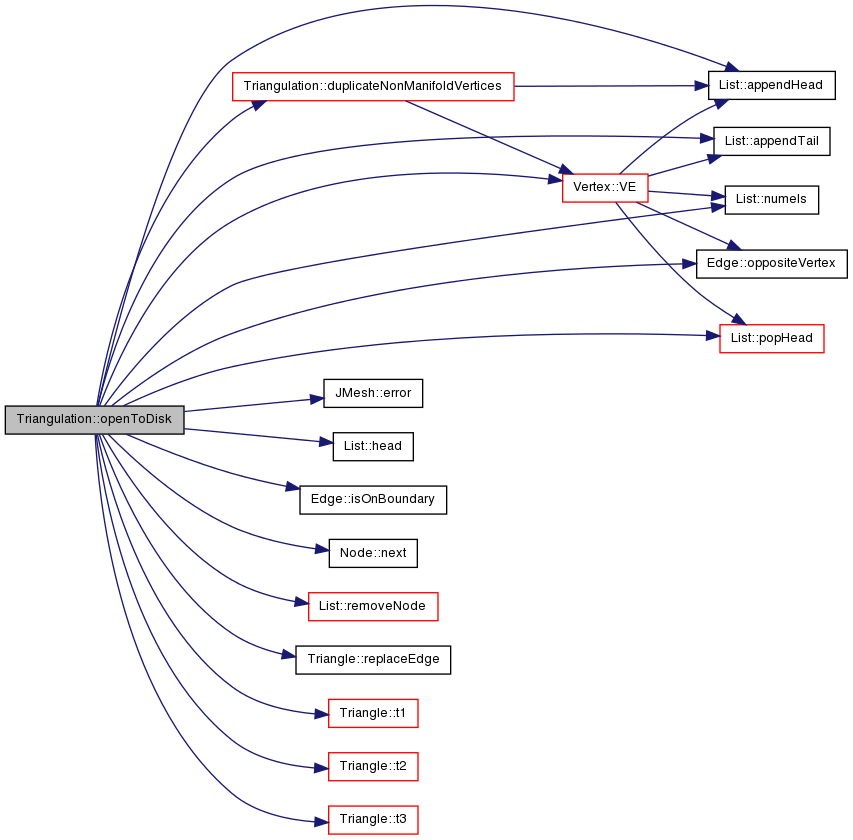 List::appendHead
Triangulation::duplicateNonManifoldVertices
List::appendTail
Vertex::VE
List::numels
Edge::oppositeVertex
List::popHead
JMesh::error
Triangulation::openToDisk
List::head
Edge::isOnBoundary
Node::next
List::removeNode
Triangle::replaceEdge
Triangle::t1
Triangle::t2
Triangle::t3